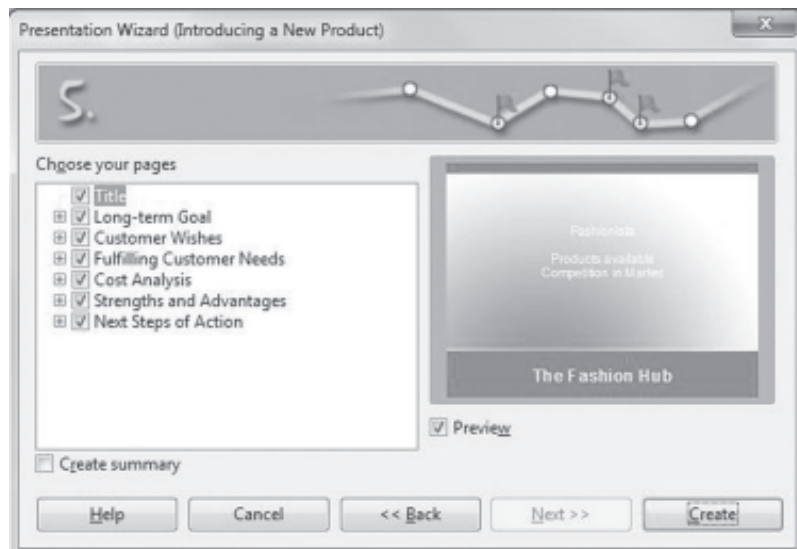 Presentation Wizard (Introducing a New Product)
S.
Choose your pages
Title
Long-term Goal
Customer Wishes
Fulfilling Customer Needs
Cost Analysis
Strengths and Advantages
Next Steps of Action
Fashionists
Products available
Competition in Market
The Fashion Hub
Preview
Create summary
Help
Cancel
<< Back
Next >>
Create